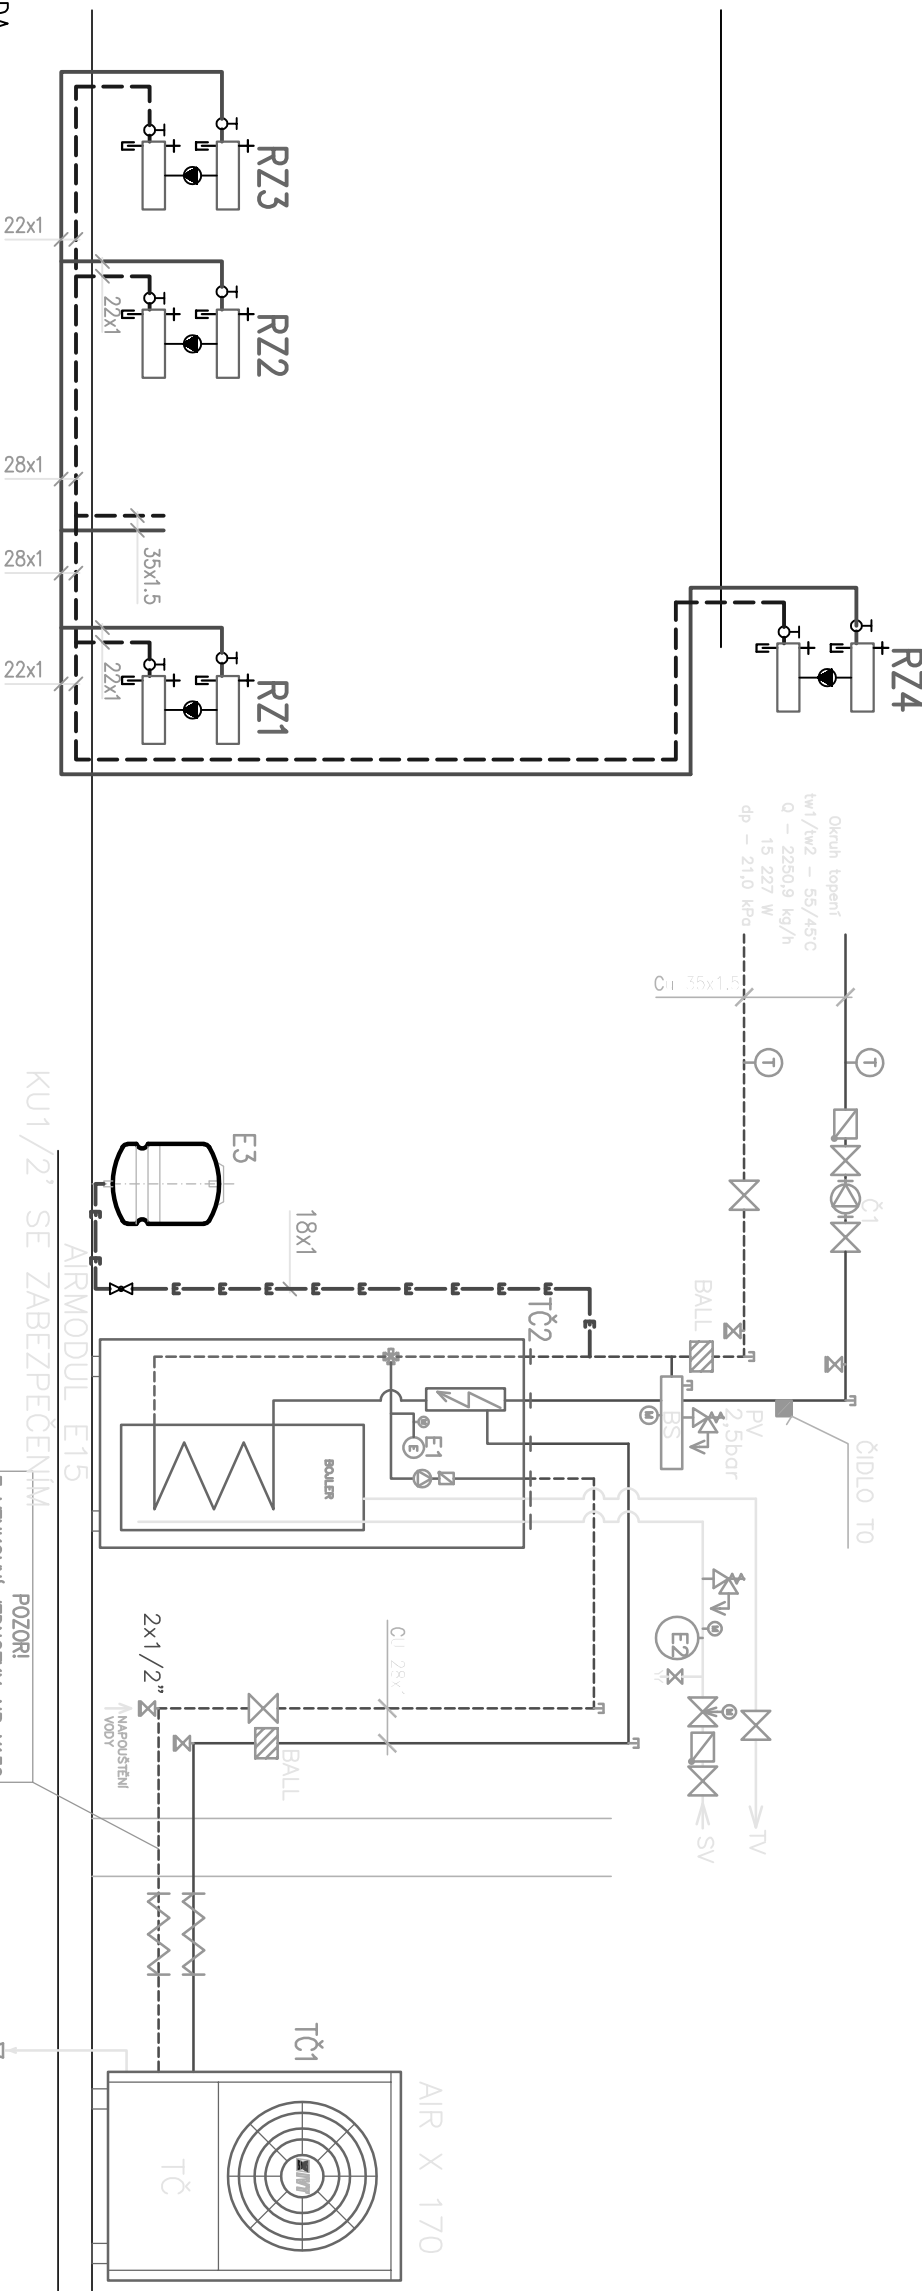 RZ3
22x1
22x1
RZ2
28x1
28x1
35x1.5
22x1
22x1
RZ1
RZ4
Okruh topení
tw1/tw2 - 55/45°C
Q - 2250,9 kg/h
15 227 W
dp - 21,0 kPa
Cu 35x1.5
T
T
Č1
E3
18x1
KU1/2' SE ZABEZPEČENÍM
AIRMODUL E15
TČ2
BALL
BS
M
PV
2,5bar
ČIDLO TO
E1
M
E
BOJLER
POZOR!
2x1/2"
NAPOUŠTĚNÍ
VODY
CU
BALL
E2
M
M
TV
SV
TČ1
AIR X 170
TČ
IVT